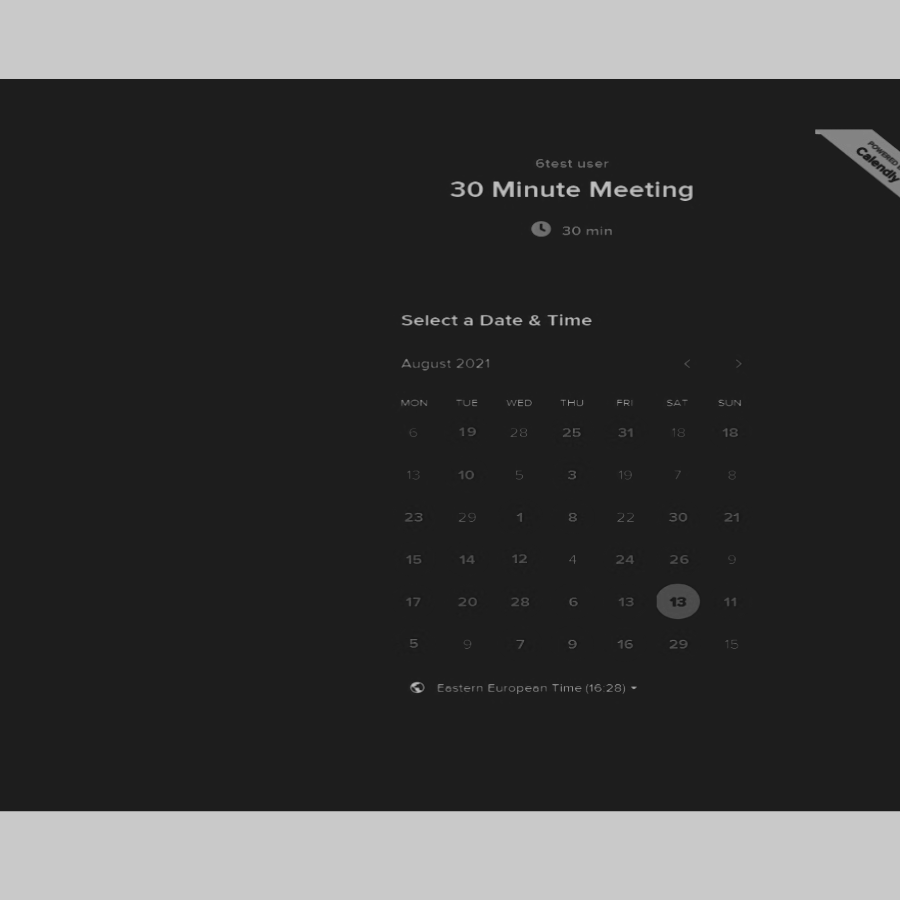 POWERED
Calendly
6test user
30 Minute Meeting
30 min
Select a Date & Time
August 2021 < >
MON TUE WED THU FRI SAT SUN
6 19 28 25 31 18 18
13 10 5 3 19 7 8
23 29 1 8 22 30 21
15 14 12 4 24 26 9
17 20 28 6 13 13 11
5 9 7 9 16 29 15
Eastern European Time (16:28)